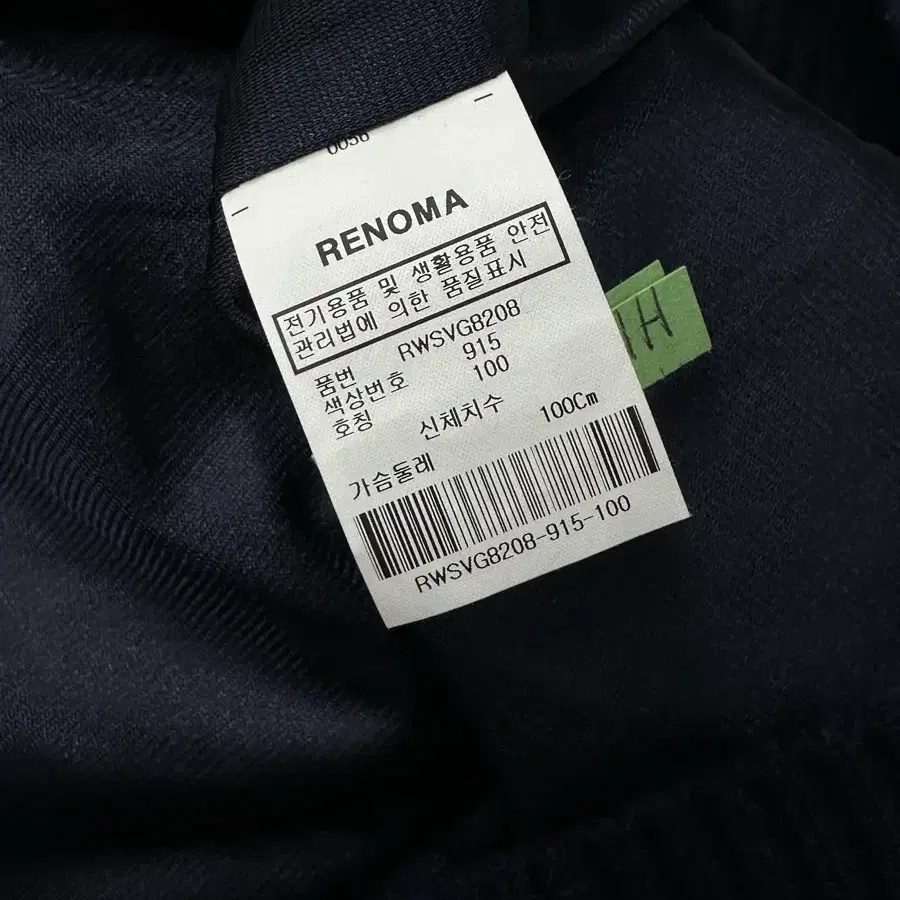 0056
RENOMA
전기용품 및 생활용품 안전
관리법에 의한 품질표시
품번 RWSVG8208
색상번호 915
호칭 100
신체치수
가슴둘레 100Cm
RWSVG8208-915-100